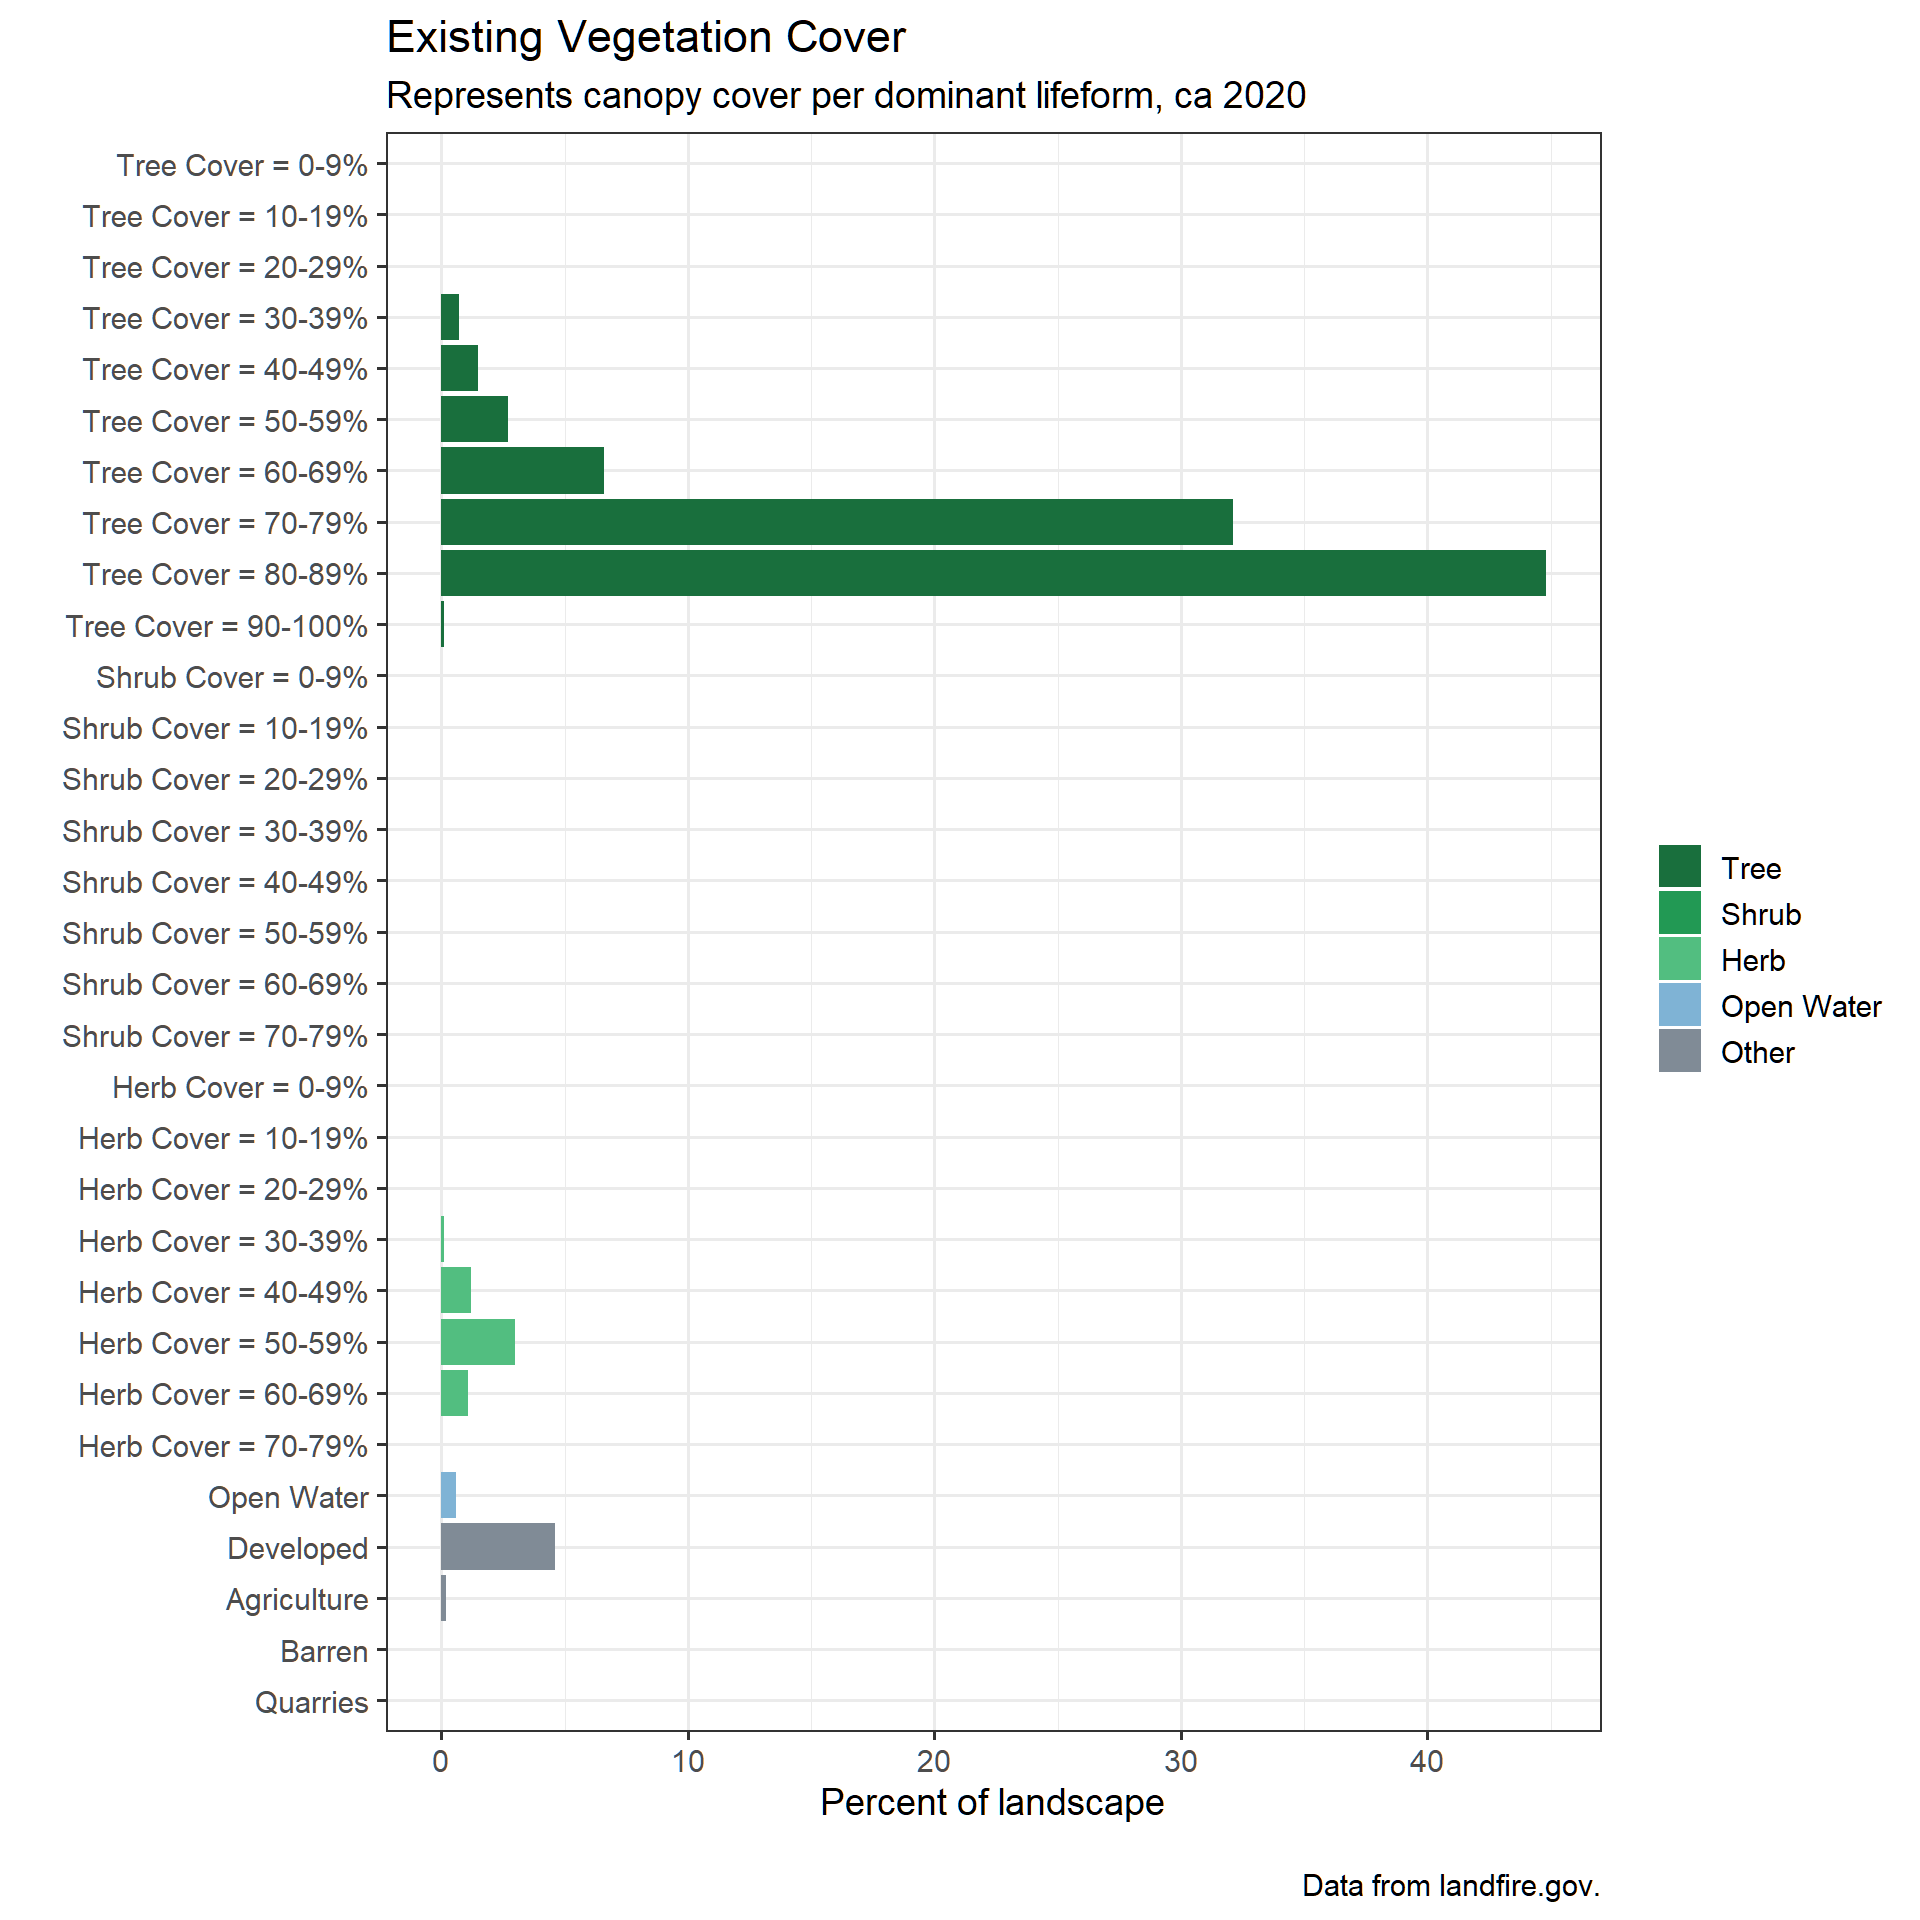 Existing Vegetation Cover
Represents canopy cover per dominant lifeform, ca 2020
Tree Cover = 0-9%
Tree Cover = 10-19%
Tree Cover = 20-29%
Tree Cover = 30-39%
Tree Cover = 40-49%
Tree Cover = 50-59%
Tree Cover = 60-69%
Tree Cover = 70-79%
Tree Cover = 80-89%
Tree Cover = 90-100%
Shrub Cover = 0-9%
Shrub Cover = 10-19%
Shrub Cover = 20-29%
Shrub Cover = 30-39%
Shrub Cover = 40-49%
Shrub Cover = 50-59%
Shrub Cover = 60-69%
Shrub Cover = 70-79%
Herb Cover = 0-9%
Herb Cover = 10-19%
Herb Cover = 20-29%
Herb Cover = 30-39%
Herb Cover = 40-49%
Herb Cover = 50-59%
Herb Cover = 60-69%
Herb Cover = 70-79%
Open Water
Developed
Agriculture
Barren
Quarries
0 10 20 30 40
Percent of landscape
Tree
Shrub
Herb
Open Water
Other
Data from landfire.gov.